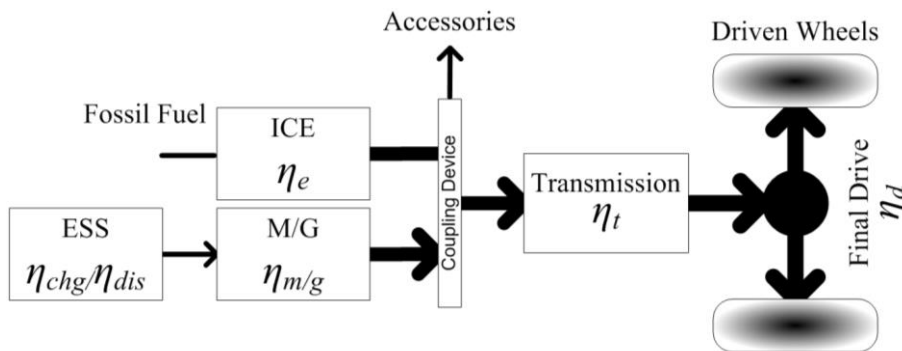 Accessories
Driven Wheels
Fossil Fuel
ICE
ηe
Coupling Device
Transmission
ηt
Final Drive
ηd
ESS
ηchg/ηdis
M/G
ηm/g